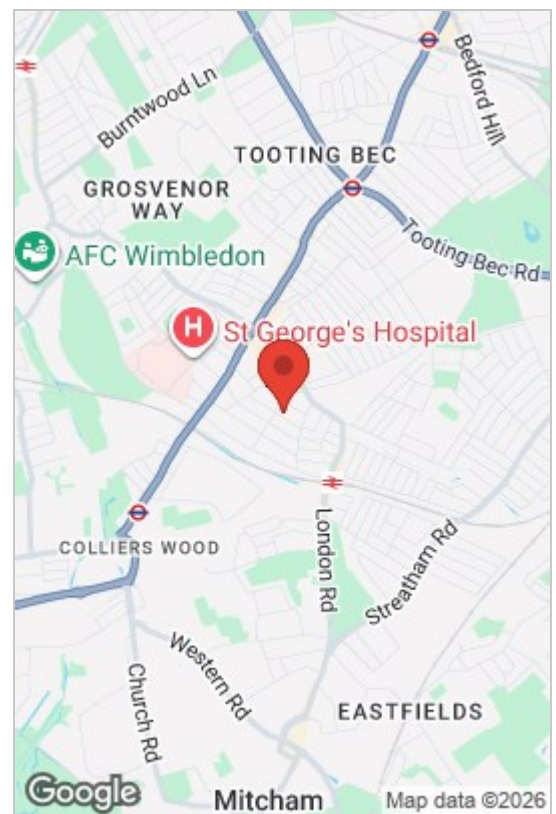 Bedford Hill
Burntwood Ln
TOOTING BEC
GROSVENOR
WAY
Tooting Bec Rd
AFC Wimbledon
H
St George's Hospital
COLLIERS WOOD
London Rd
Streatham Rd
Western Rd
Church Rd
EASTFIELDS
Google
Mitcham
Map data ©2026